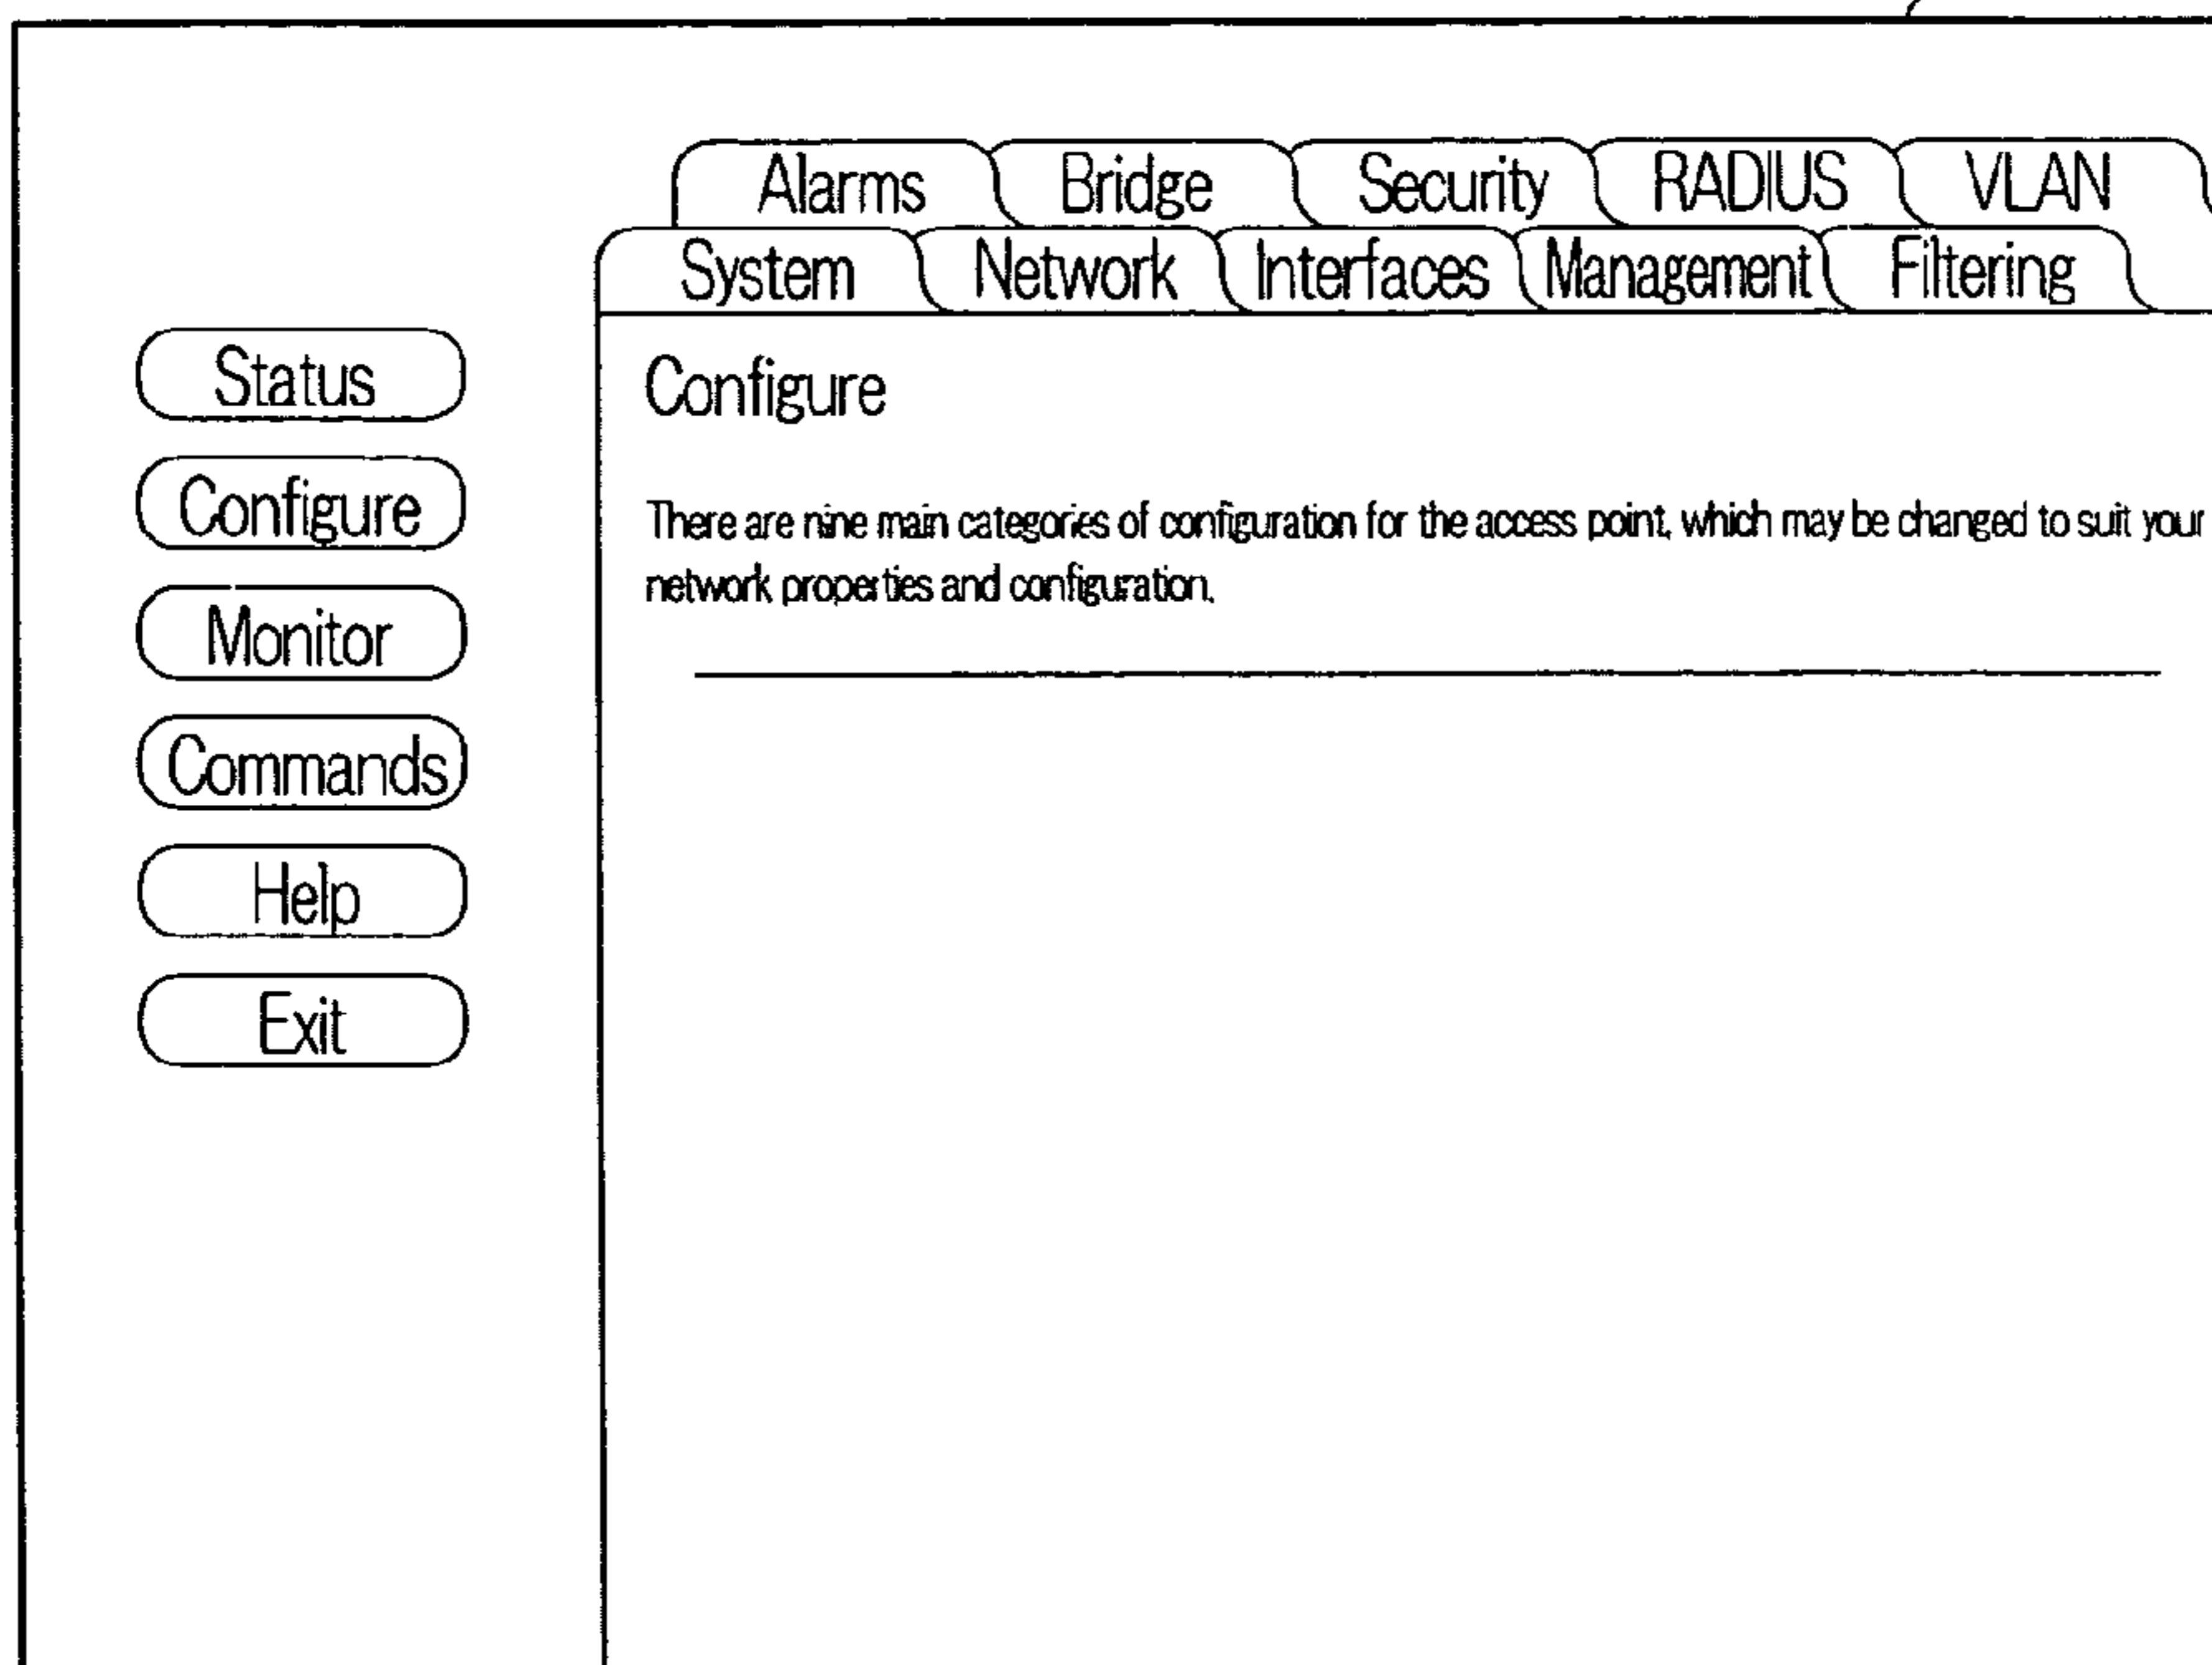 Alarms Bridge Security RADIUS VLAN
System Network Interfaces Management Filtering
Status
Configure
Monitor
Commands
Help
Exit
Configure
There are nine main categories of configuration for the access point, which may be changed to suit your
network properties and configuration.